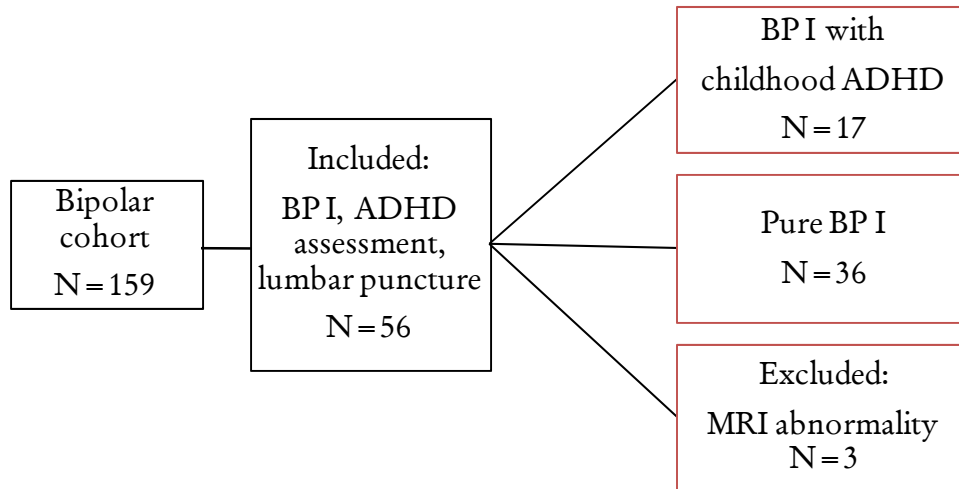 Bipolar
cohort
N = 159
Included:
BP I, ADHD
assessment,
lumbar puncture
N = 56
BP I with
childhood ADHD
N = 17
Pure BP I
N = 36
Excluded:
MRI abnormality
N = 3